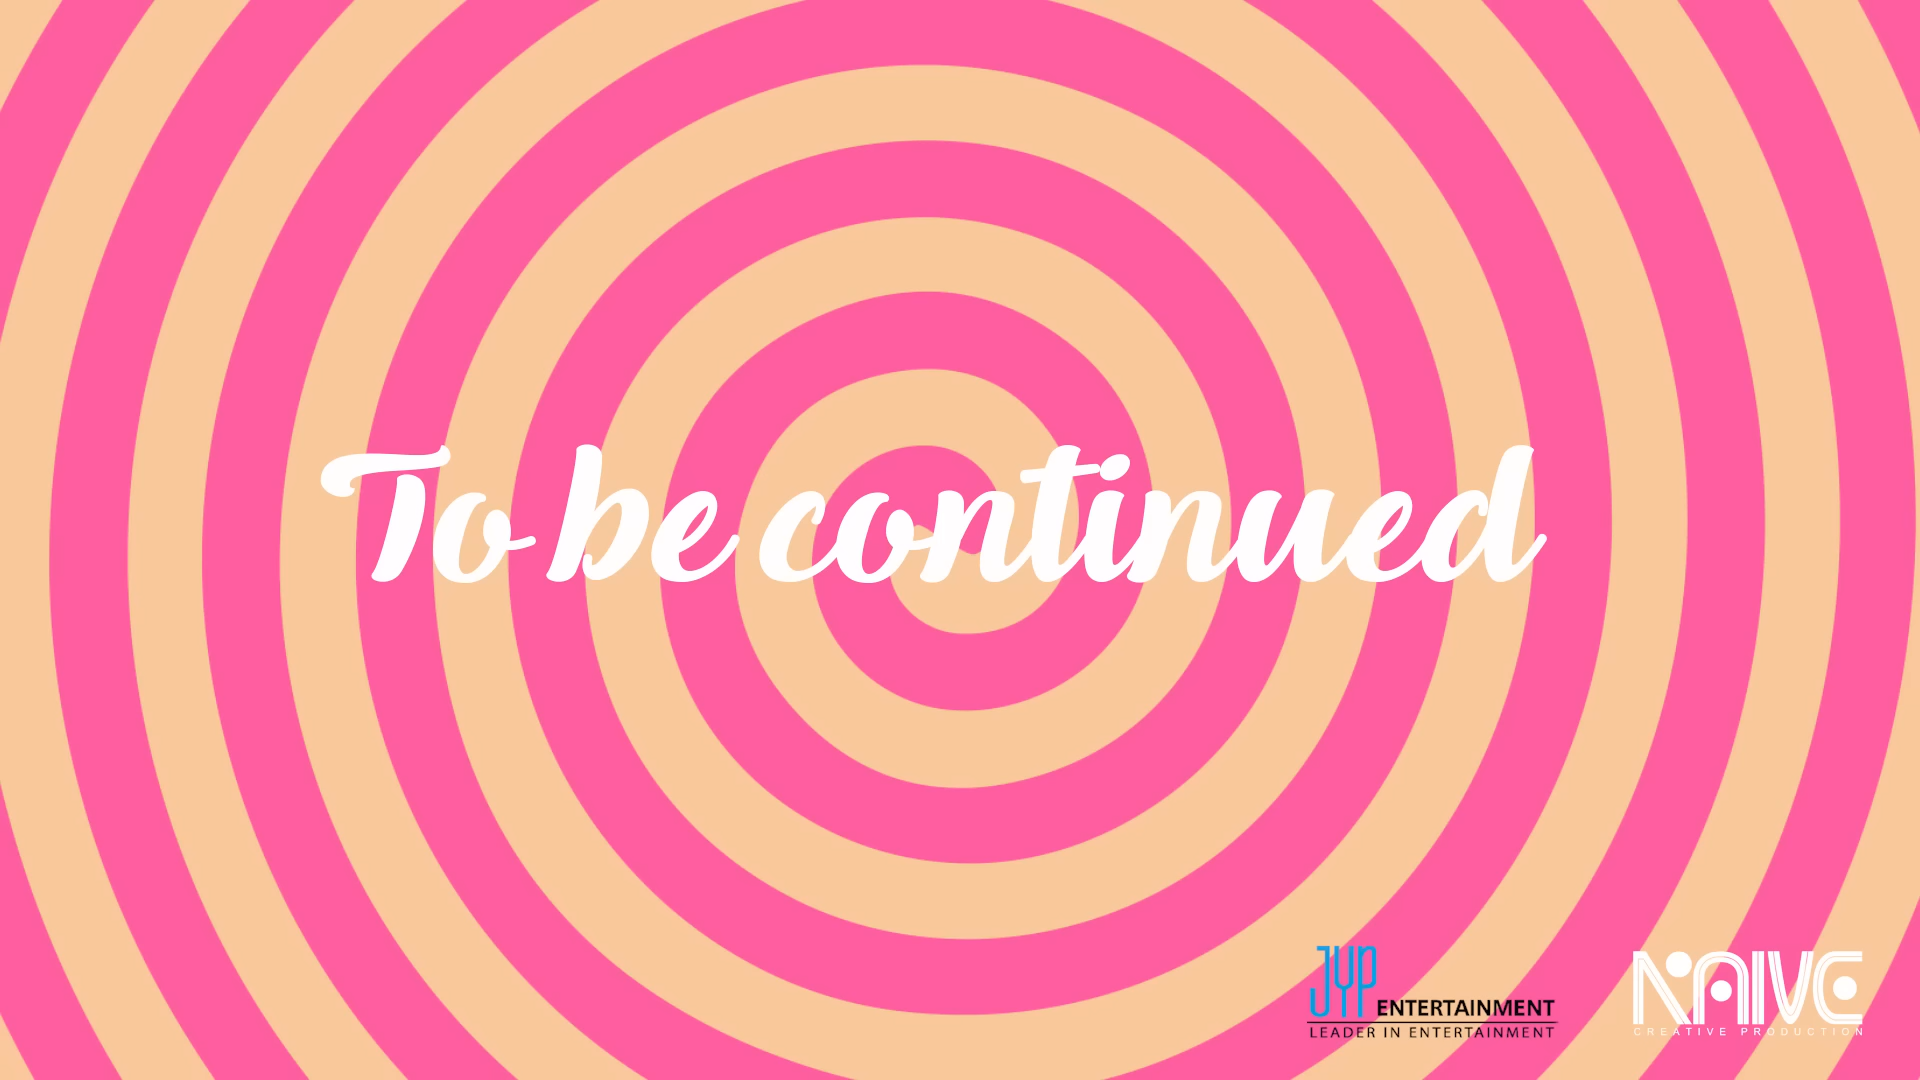 To be continued
JYP ENTERTAINMENT
LEADER IN ENTERTAINMENT
NAIVE
CREATIVE PRODUCTION